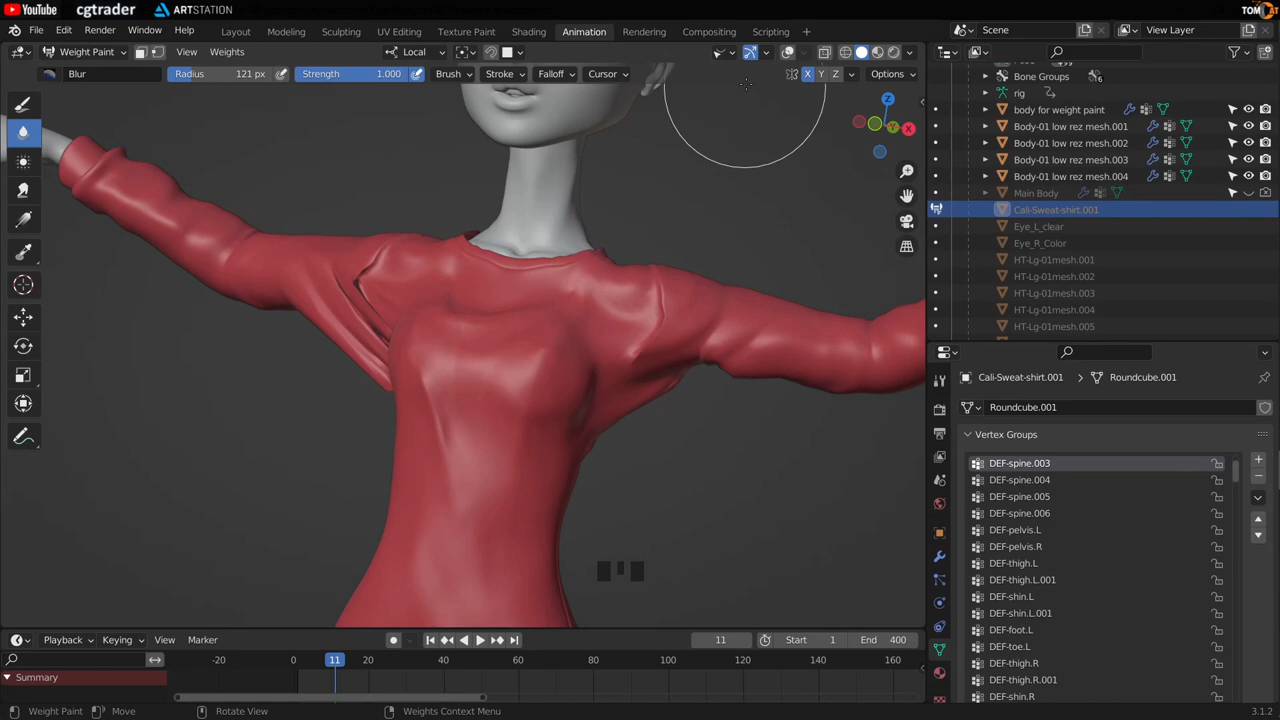 YouTube cgtrader ARTSTATION TOMCAT
File Edit Render Window Help Layout Modeling Sculpting UV Editing Texture Paint Shading Animation Rendering Compositing Scripting + Scene View Layer
Weight Paint View Weights Local
Blur Radius 121 px Strength 1.000 Brush Stroke Falloff Cursor X Y Z Options
Z
Y X
Bone Groups 6
rig
body for weight paint
Body-01 low rez mesh.001
Body-01 low rez mesh.002
Body-01 low rez mesh.003
Body-01 low rez mesh.004
Main Body
Cali-Sweat-shirt.001
Eye_L_clear
Eye_R_Color
HT-Lg-01mesh.001
HT-Lg-01mesh.002
HT-Lg-01mesh.003
HT-Lg-01mesh.004
HT-Lg-01mesh.005
Cali-Sweat-shirt.001 > Roundcube.001
Roundcube.001
Vertex Groups
DEF-spine.003
DEF-spine.004
DEF-spine.005
DEF-spine.006
DEF-pelvis.L
DEF-pelvis.R
DEF-thigh.L
DEF-thigh.L.001
DEF-shin.L
DEF-shin.L.001
DEF-foot.L
DEF-toe.L
DEF-thigh.R
DEF-thigh.R.001
DEF-shin.R
Playback Keying View Marker 11 Start 1 End 400
-20 0 11 20 40 60 80 100 120 140 160
Summary
Weight Paint Move Rotate View Weights Context Menu 3.1.2